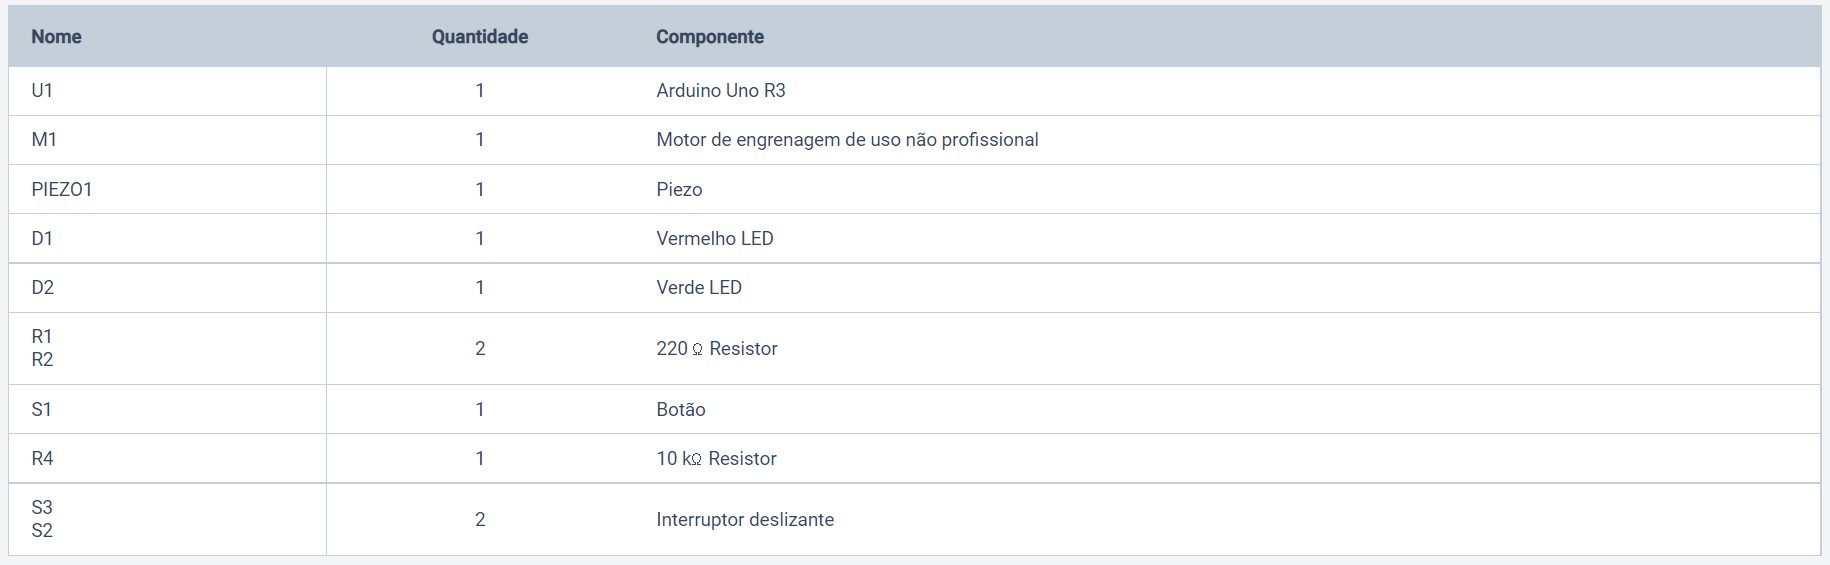 Nome Quantidade Componente
U1 1 Arduino Uno R3
M1 1 Motor de engrenagem de uso não profissional
PIEZO1 1 Piezo
D1 1 Vermelho LED
D2 1 Verde LED
R1
R2 2 220 Ω Resistor
S1 1 Botão
R4 1 10 kΩ Resistor
S3
S2 2 Interruptor deslizante